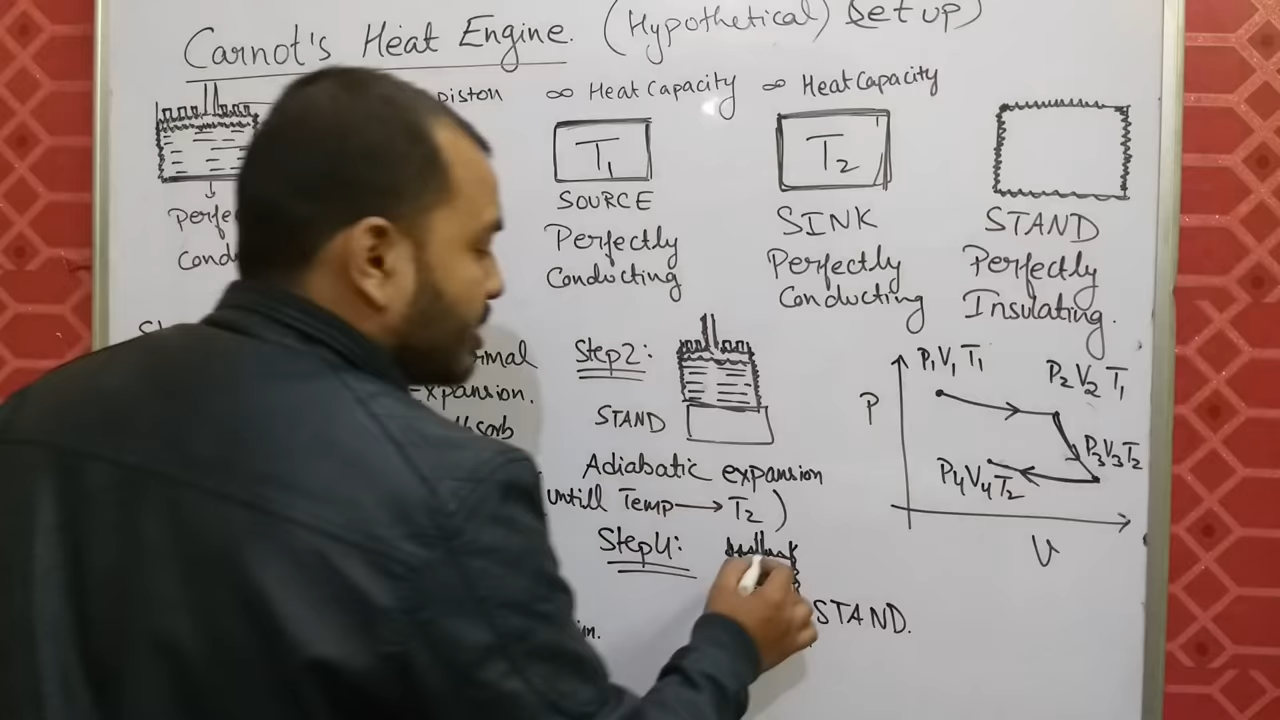 Carnot's Heat Engine. (Hypothetical) Set up)
piston ∞ Heat Capacity ∞ Heat Capacity
T₁
SOURCE
Perfectly
Conducting
T₂
SINK
Perfectly
Conducting
STAND
Perfectly
Insulating.
Expansion.
Step2:
STAND
Adiabatic expansion
untill Temp → T₂ )
Step4:
STAND.
P₁V₁T₁
P₂V₂T₁
P
P₃V₃T₂
P₄V₄T₂
V